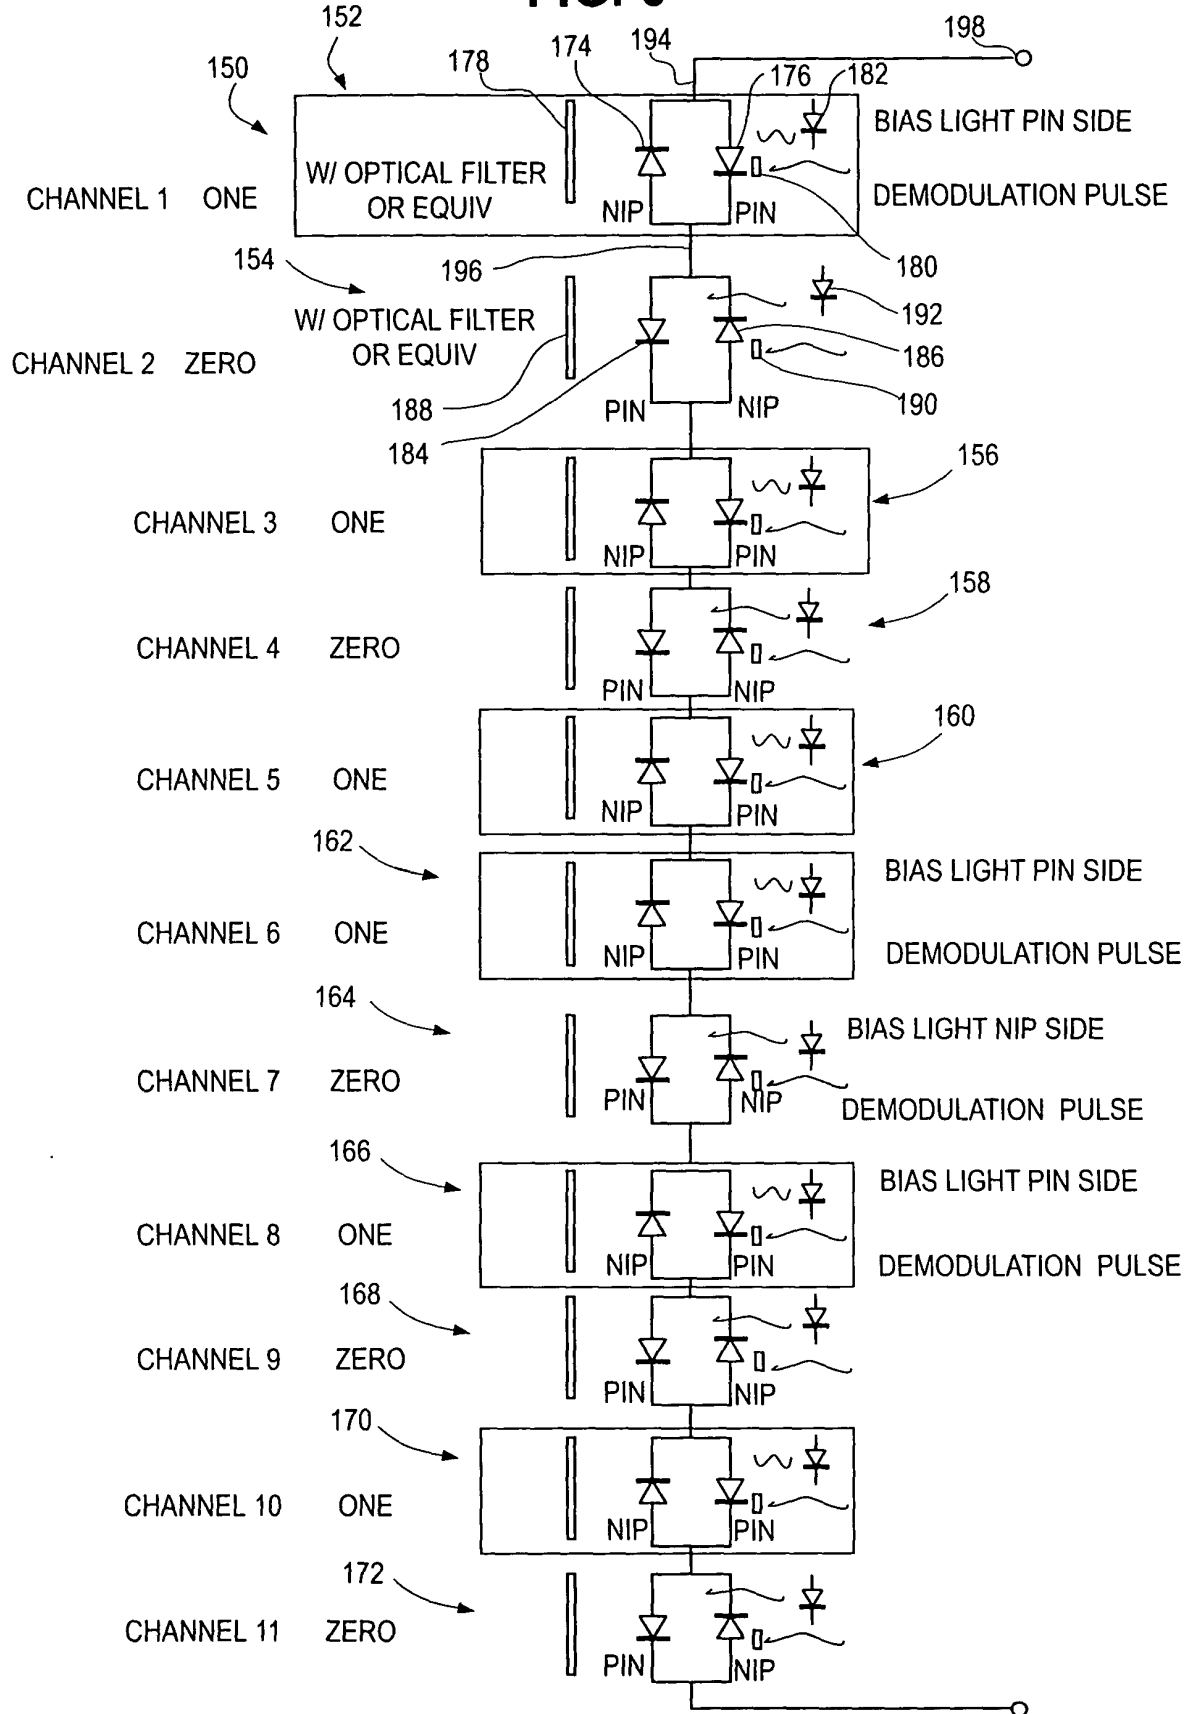 152
198
194
174
178
176
182
150
BIAS LIGHT PIN SIDE
W/ OPTICAL FILTER
OR EQUIV
CHANNEL 1 ONE
NIP
PIN
DEMODULATION PULSE
154
196
180
W/ OPTICAL FILTER
OR EQUIV
192
CHANNEL 2 ZERO
186
188
PIN
NIP
190
184
156
CHANNEL 3 ONE
NIP
PIN
158
CHANNEL 4 ZERO
PIN
NIP
160
CHANNEL 5 ONE
NIP
PIN
162
BIAS LIGHT PIN SIDE
CHANNEL 6 ONE
NIP
PIN
DEMODULATION PULSE
164
BIAS LIGHT NIP SIDE
CHANNEL 7 ZERO
PIN
NIP
DEMODULATION PULSE
166
BIAS LIGHT PIN SIDE
CHANNEL 8 ONE
NIP
PIN
DEMODULATION PULSE
168
CHANNEL 9 ZERO
PIN
NIP
170
CHANNEL 10 ONE
NIP
PIN
172
CHANNEL 11 ZERO
PIN
NIP